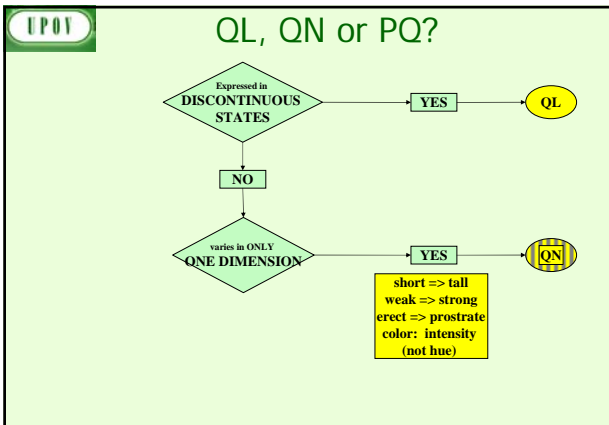 UPOV
QL, QN or PQ?
Expressed in
DISCONTINUOUS
STATES
YES
QL
NO
varies in ONLY
ONE DIMENSION
YES
QN
short => tall
weak => strong
erect => prostrate
color: intensity
(not hue)